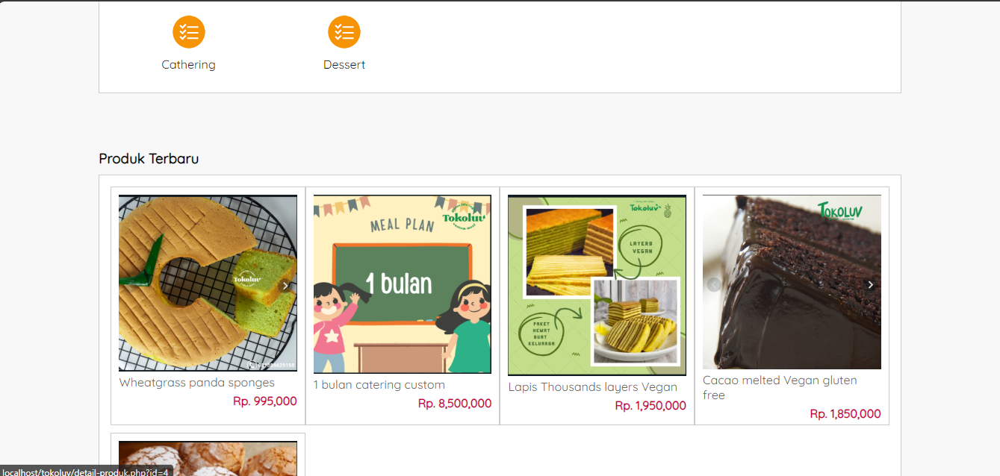 Cathering
Dessert
Produk Terbaru
Tokoluv
Wheatgrass panda sponges
Rp. 995,000
MEAL PLAN
Tokoluv
1 bulan
1 bulan catering custom
Rp. 8,500,000
Tokoluv
LAYERS
VEGAN
PAKET
HEMAT
BUAT
KELUARGA
Lapis Thousands layers Vegan
Rp. 1,950,000
TOKOLUV
Cacao melted Vegan gluten
free
Rp. 1,850,000
localhost/tokoluv/detail-produk.php?id=4